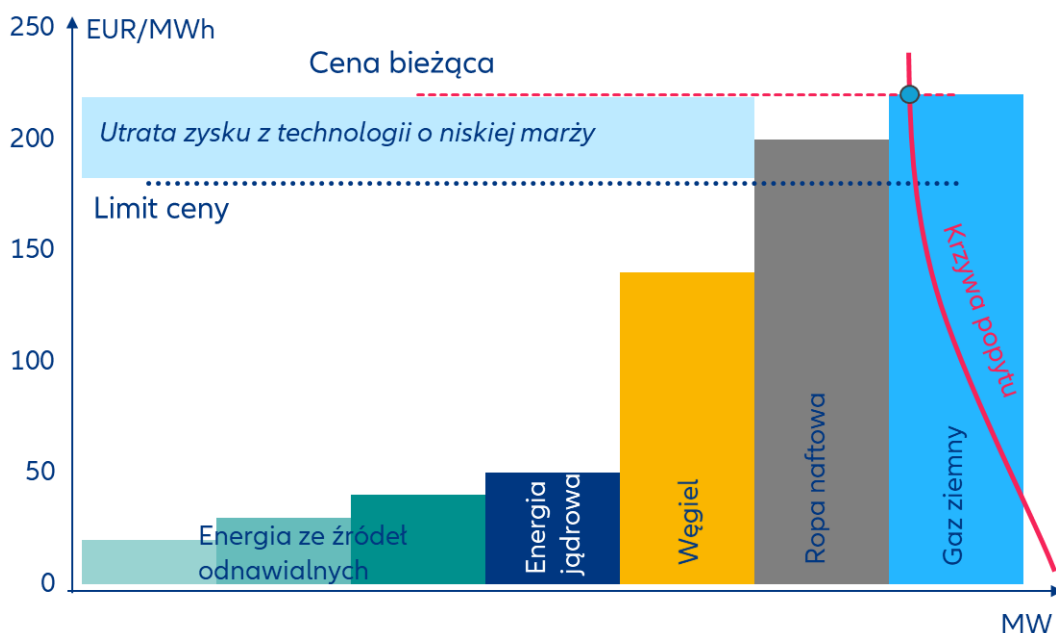 250
EUR/MWh
Cena bieżąca
200
Utrata zysku z technologii o niskiej marży
Limit ceny
150
100
50
0
Energia ze źródeł
odnawialnych
Energia
jądrowa
Węgiel
Ropa naftowa
Gaz ziemny
Krzywa popytu
MW